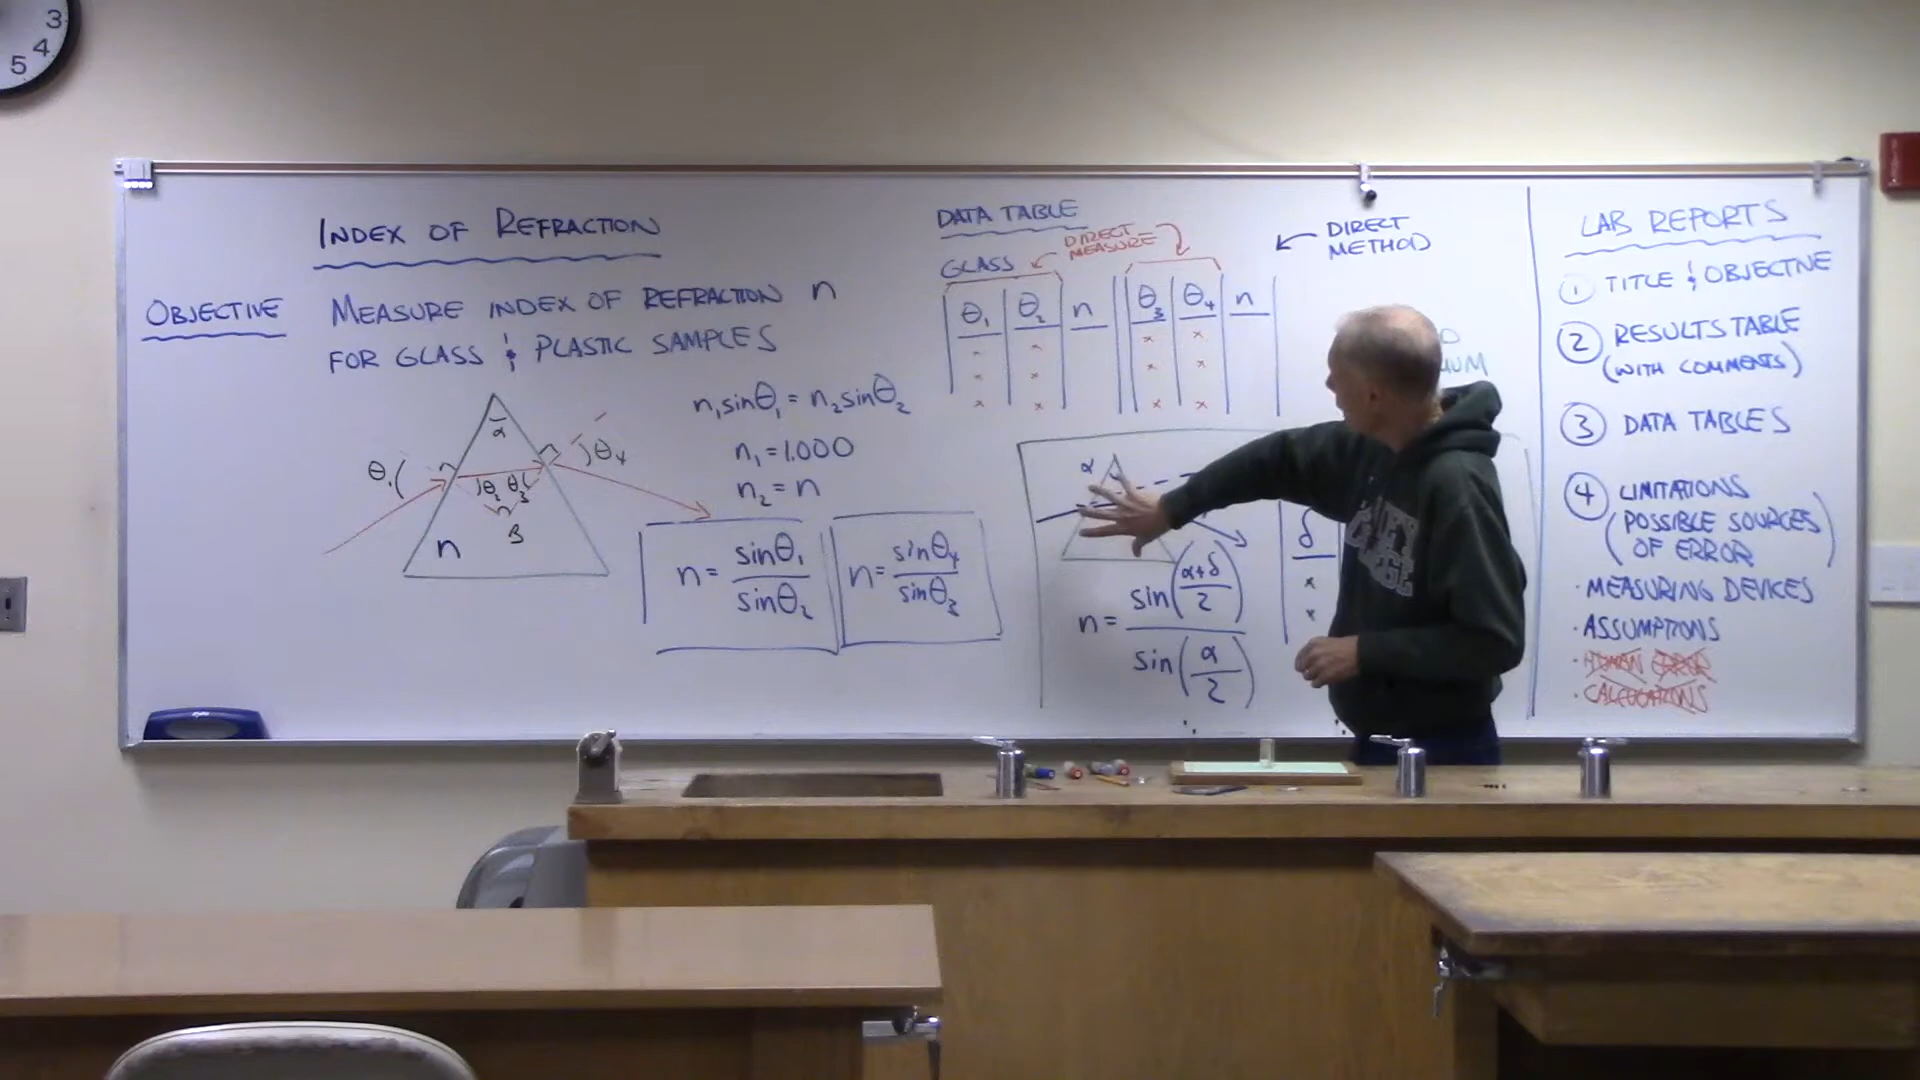 3
4
5
INDEX OF REFRACTION
OBJECTIVE MEASURE INDEX OF REFRACTION n
FOR GLASS & PLASTIC SAMPLES
α
θ₁
θ₂ θ₃
θ₄
β
n
n₁sinθ₁ = n₂sinθ₂
n₁ = 1.000
n₂ = n
n = sinθ₁ / sinθ₂
n = sinθ₄ / sinθ₃
DATA TABLE
DIRECT
MEASURE
GLASS
θ₁ θ₂ n θ₃ θ₄ n
x x x x
x x x x
x x x x
DIRECT
METHOD
α
δ
x
x
n = sin((α+δ)/2) / sin(α/2)
LAB REPORTS
① TITLE & OBJECTIVE
② RESULTS TABLE
(WITH COMMENTS)
③ DATA TABLES
④ LIMITATIONS
(POSSIBLE SOURCES
OF ERROR)
· MEASURING DEVICES
· ASSUMPTIONS
· HUMAN ERROR
· CALCULATIONS